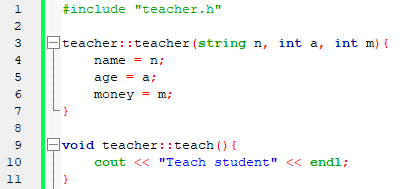 1 #include "teacher.h"
2
3 teacher::teacher(string n, int a, int m){
4 name = n;
5 age = a;
6 money = m;
7 }
8
9 void teacher::teach(){
10 cout << "Teach student" << endl;
11 }